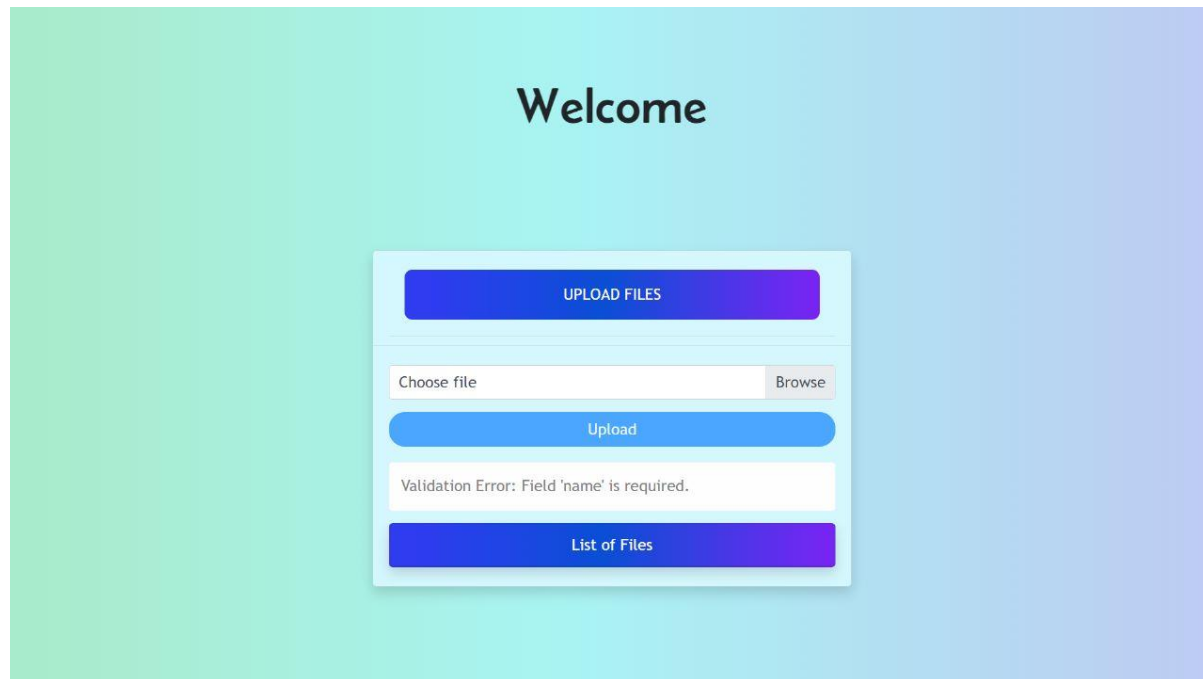 Welcome
UPLOAD FILES
Choose file
Browse
Upload
Validation Error: Field 'name' is required.
List of Files